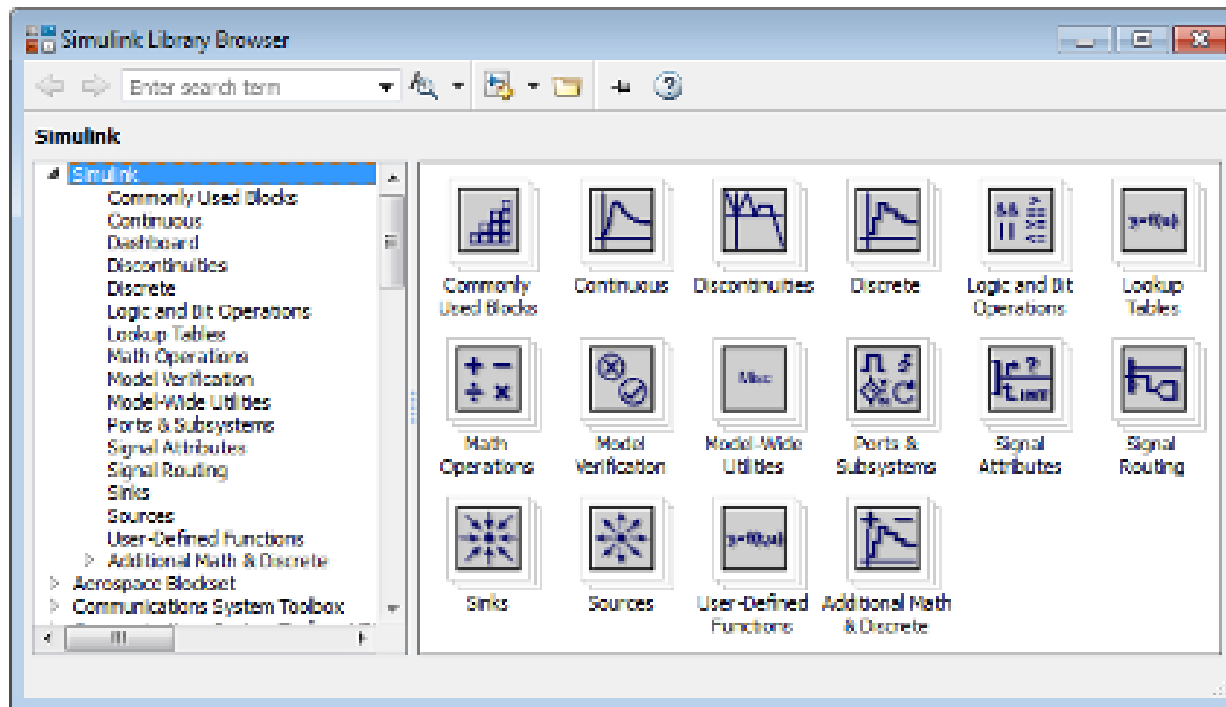 Simulink Library Browser
Enter search term
Simulink
Simulink
Commonly Used Blocks
Continuous
Dashboard
Discontinuities
Discrete
Logic and Bit Operations
Lookup Tables
Math Operations
Model Verification
Model-Wide Utilities
Ports & Subsystems
Signal Attributes
Signal Routing
Sinks
Sources
User-Defined Functions
Additional Math & Discrete
Aerospace Blockset
Communications System Toolbox
&& ||
y=f(u)
Commonly
Used Blocks
Continuous
Discontinuities
Discrete
Logic and Bit
Operations
Lookup
Tables
+ −
÷ ×
Misc
Math
Operations
Model
Verification
Model-Wide
Utilities
Ports &
Subsystems
Signal
Attributes
Signal
Routing
Sinks
Sources
User-Defined
Functions
Additional Math
& Discrete